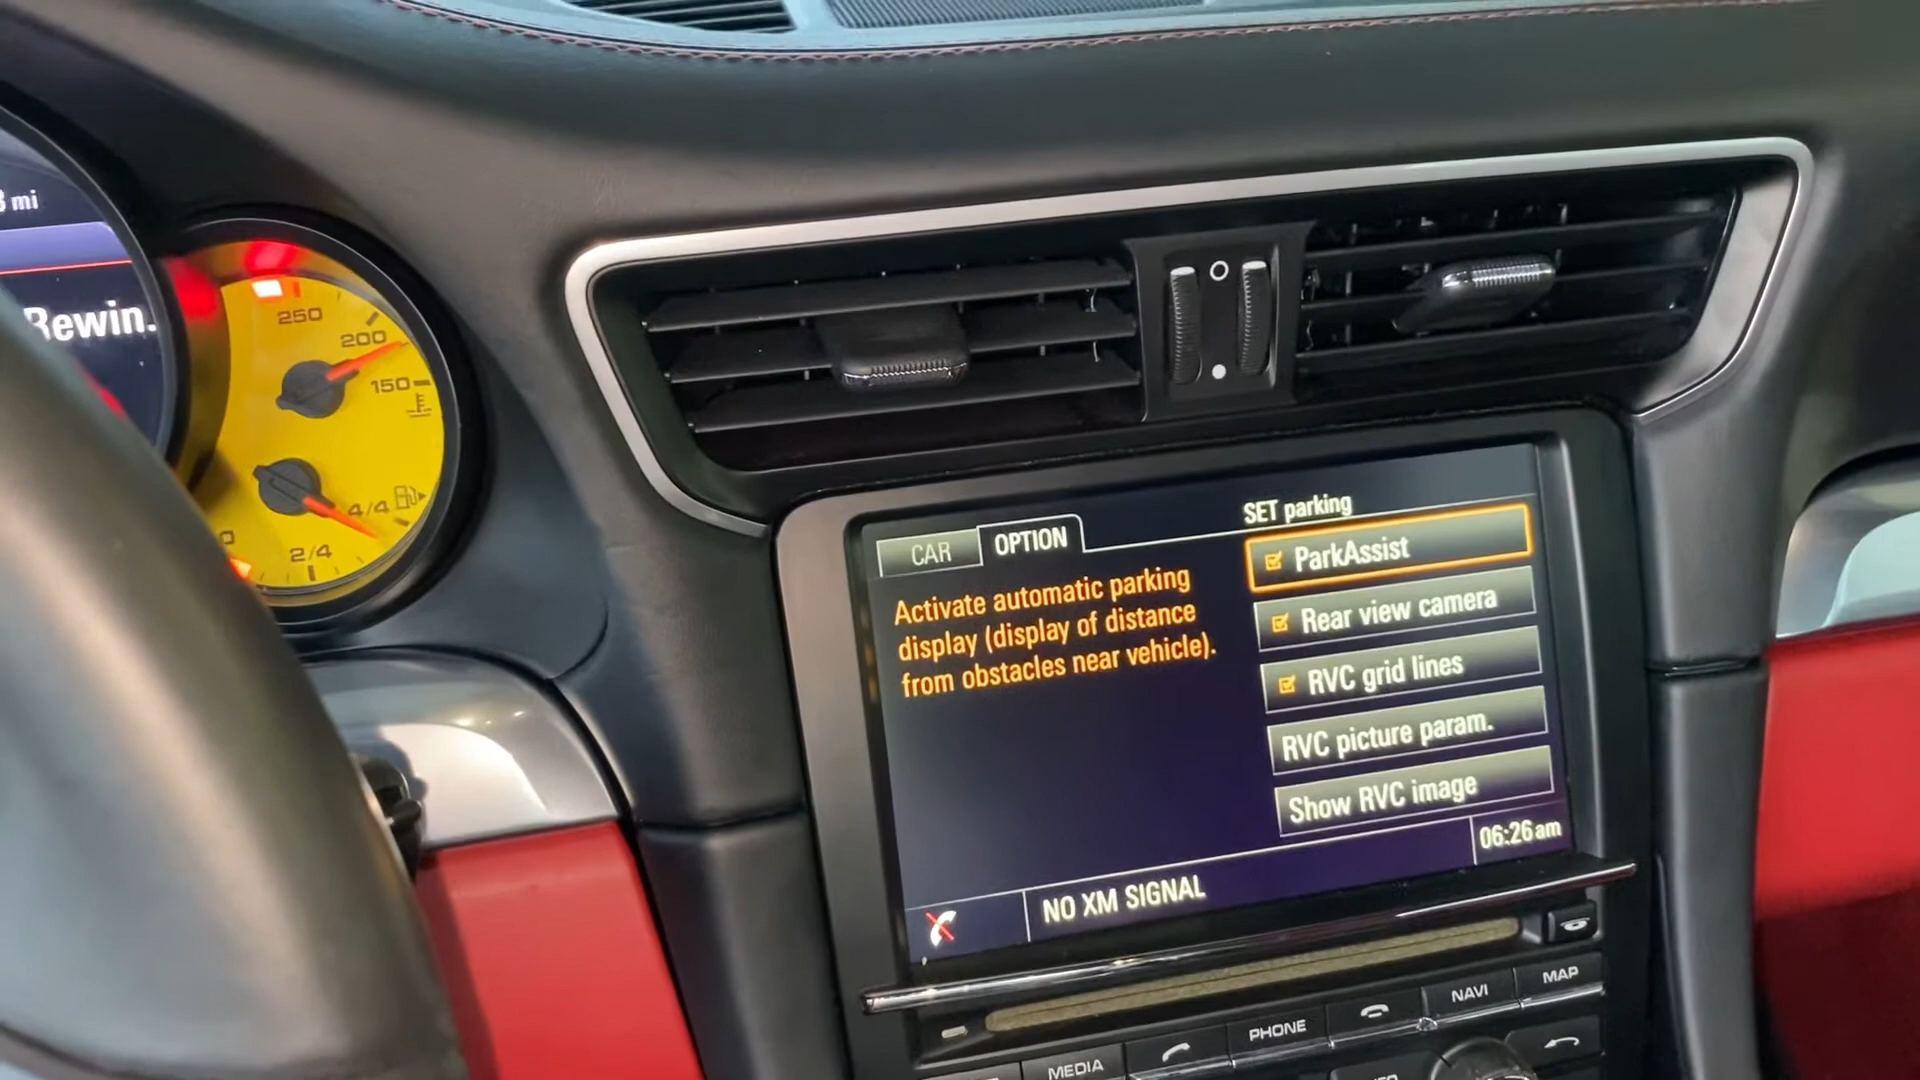 mi
Rewin.
250
200
150
4/4
2/4
0
SET parking
CAR
OPTION
Activate automatic parking
display (display of distance
from obstacles near vehicle).
ParkAssist
Rear view camera
RVC grid lines
RVC picture param.
Show RVC image
06:26am
NO XM SIGNAL
MEDIA
PHONE
NAVI
MAP